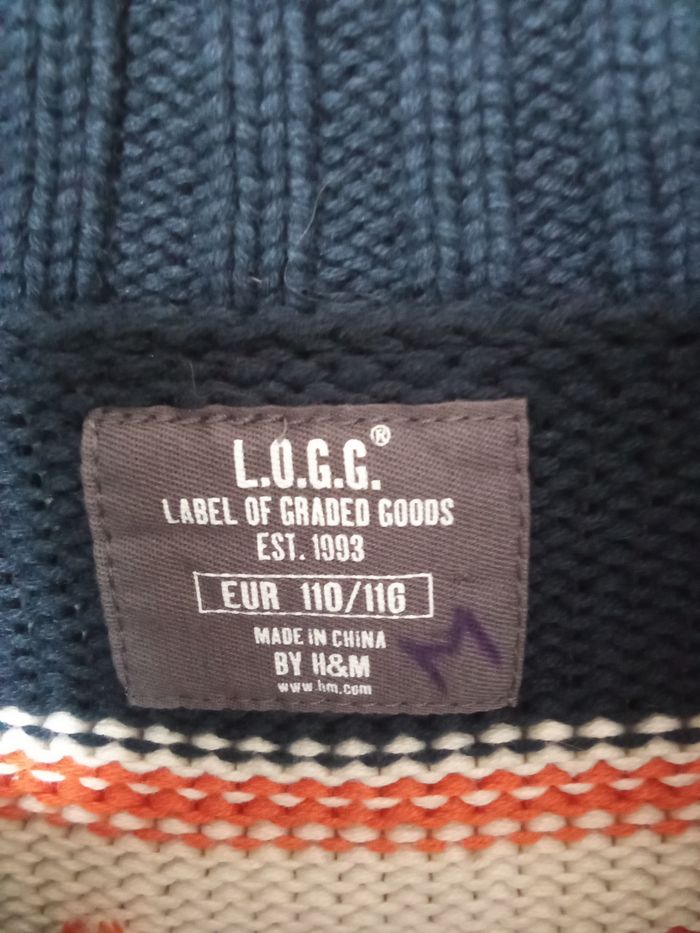 L.O.G.G.®
LABEL OF GRADED GOODS
EST. 1993
EUR 110/116
MADE IN CHINA
BY H&M
www.hm.com
M